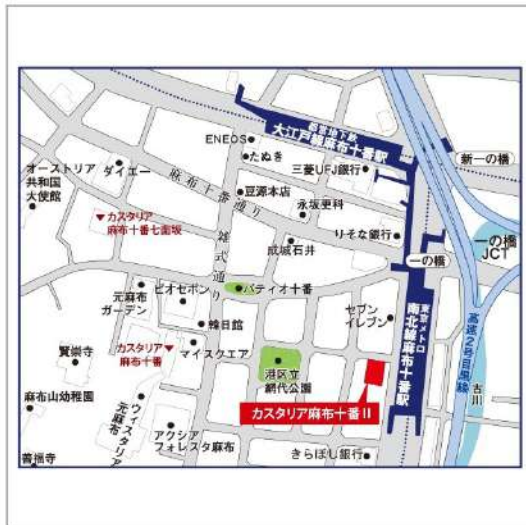 都営地下鉄
大江戸線麻布十番駅
ENEOS
たぬき
新一の橋
三菱UFJ銀行
オーストリア
共和国
大使館
ダイエー
麻布十番通り
豆源本店
永坂更科
カスタリア
麻布十番七面坂
雑式通り
成城石井
りそな銀行
一の橋
一の橋
JCT
ビオセボン
パティオ十番
元麻布
ガーデン
韓日館
セブン
イレブン
東京メトロ
南北線麻布十番駅
高速2号目黒線
古川
賢崇寺
カスタリア
麻布十番
マイスクエア
港区立
網代公園
麻布山幼稚園
ウィスタリア
元麻布
カスタリア麻布十番II
アクシア
フォレスタ麻布
きらぼし銀行
善福寺